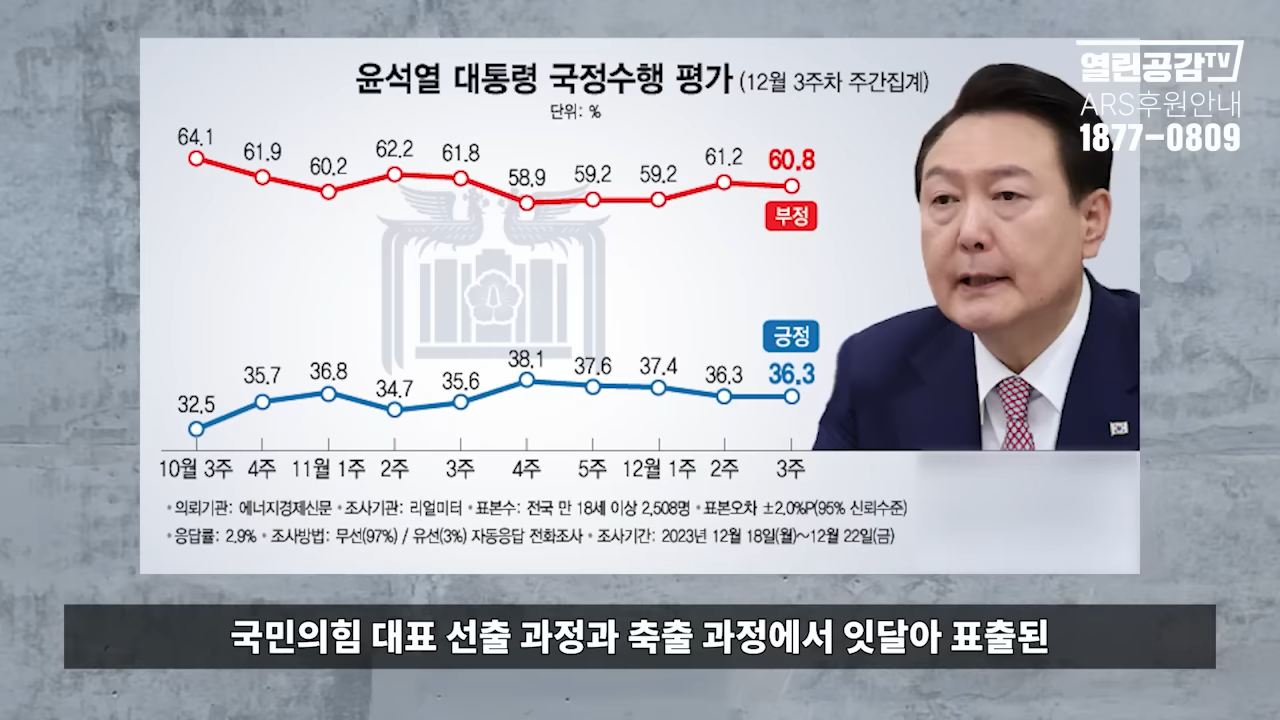 윤석열 대통령 국정수행 평가 (12월 3주차 주간집계)
단위: %
열린공감TV
ARS후원안내
1877-0809
64.1 61.9 60.2 62.2 61.8 58.9 59.2 59.2 61.2 60.8
부정
긍정
32.5 35.7 36.8 34.7 35.6 38.1 37.6 37.4 36.3 36.3
10월 3주 4주 11월 1주 2주 3주 4주 5주 12월 1주 2주 3주
•의뢰기관: 에너지경제신문 •조사기관: 리얼미터 •표본수: 전국 만 18세 이상 2,508명 •표본오차 ±2.0%P(95% 신뢰수준)
•응답률: 2.9% •조사방법: 무선(97%) / 유선(3%) 자동응답 전화조사 •조사기간: 2023년 12월 18일(월)~12월 22일(금)
국민의힘 대표 선출 과정과 축출 과정에서 잇달아 표출된